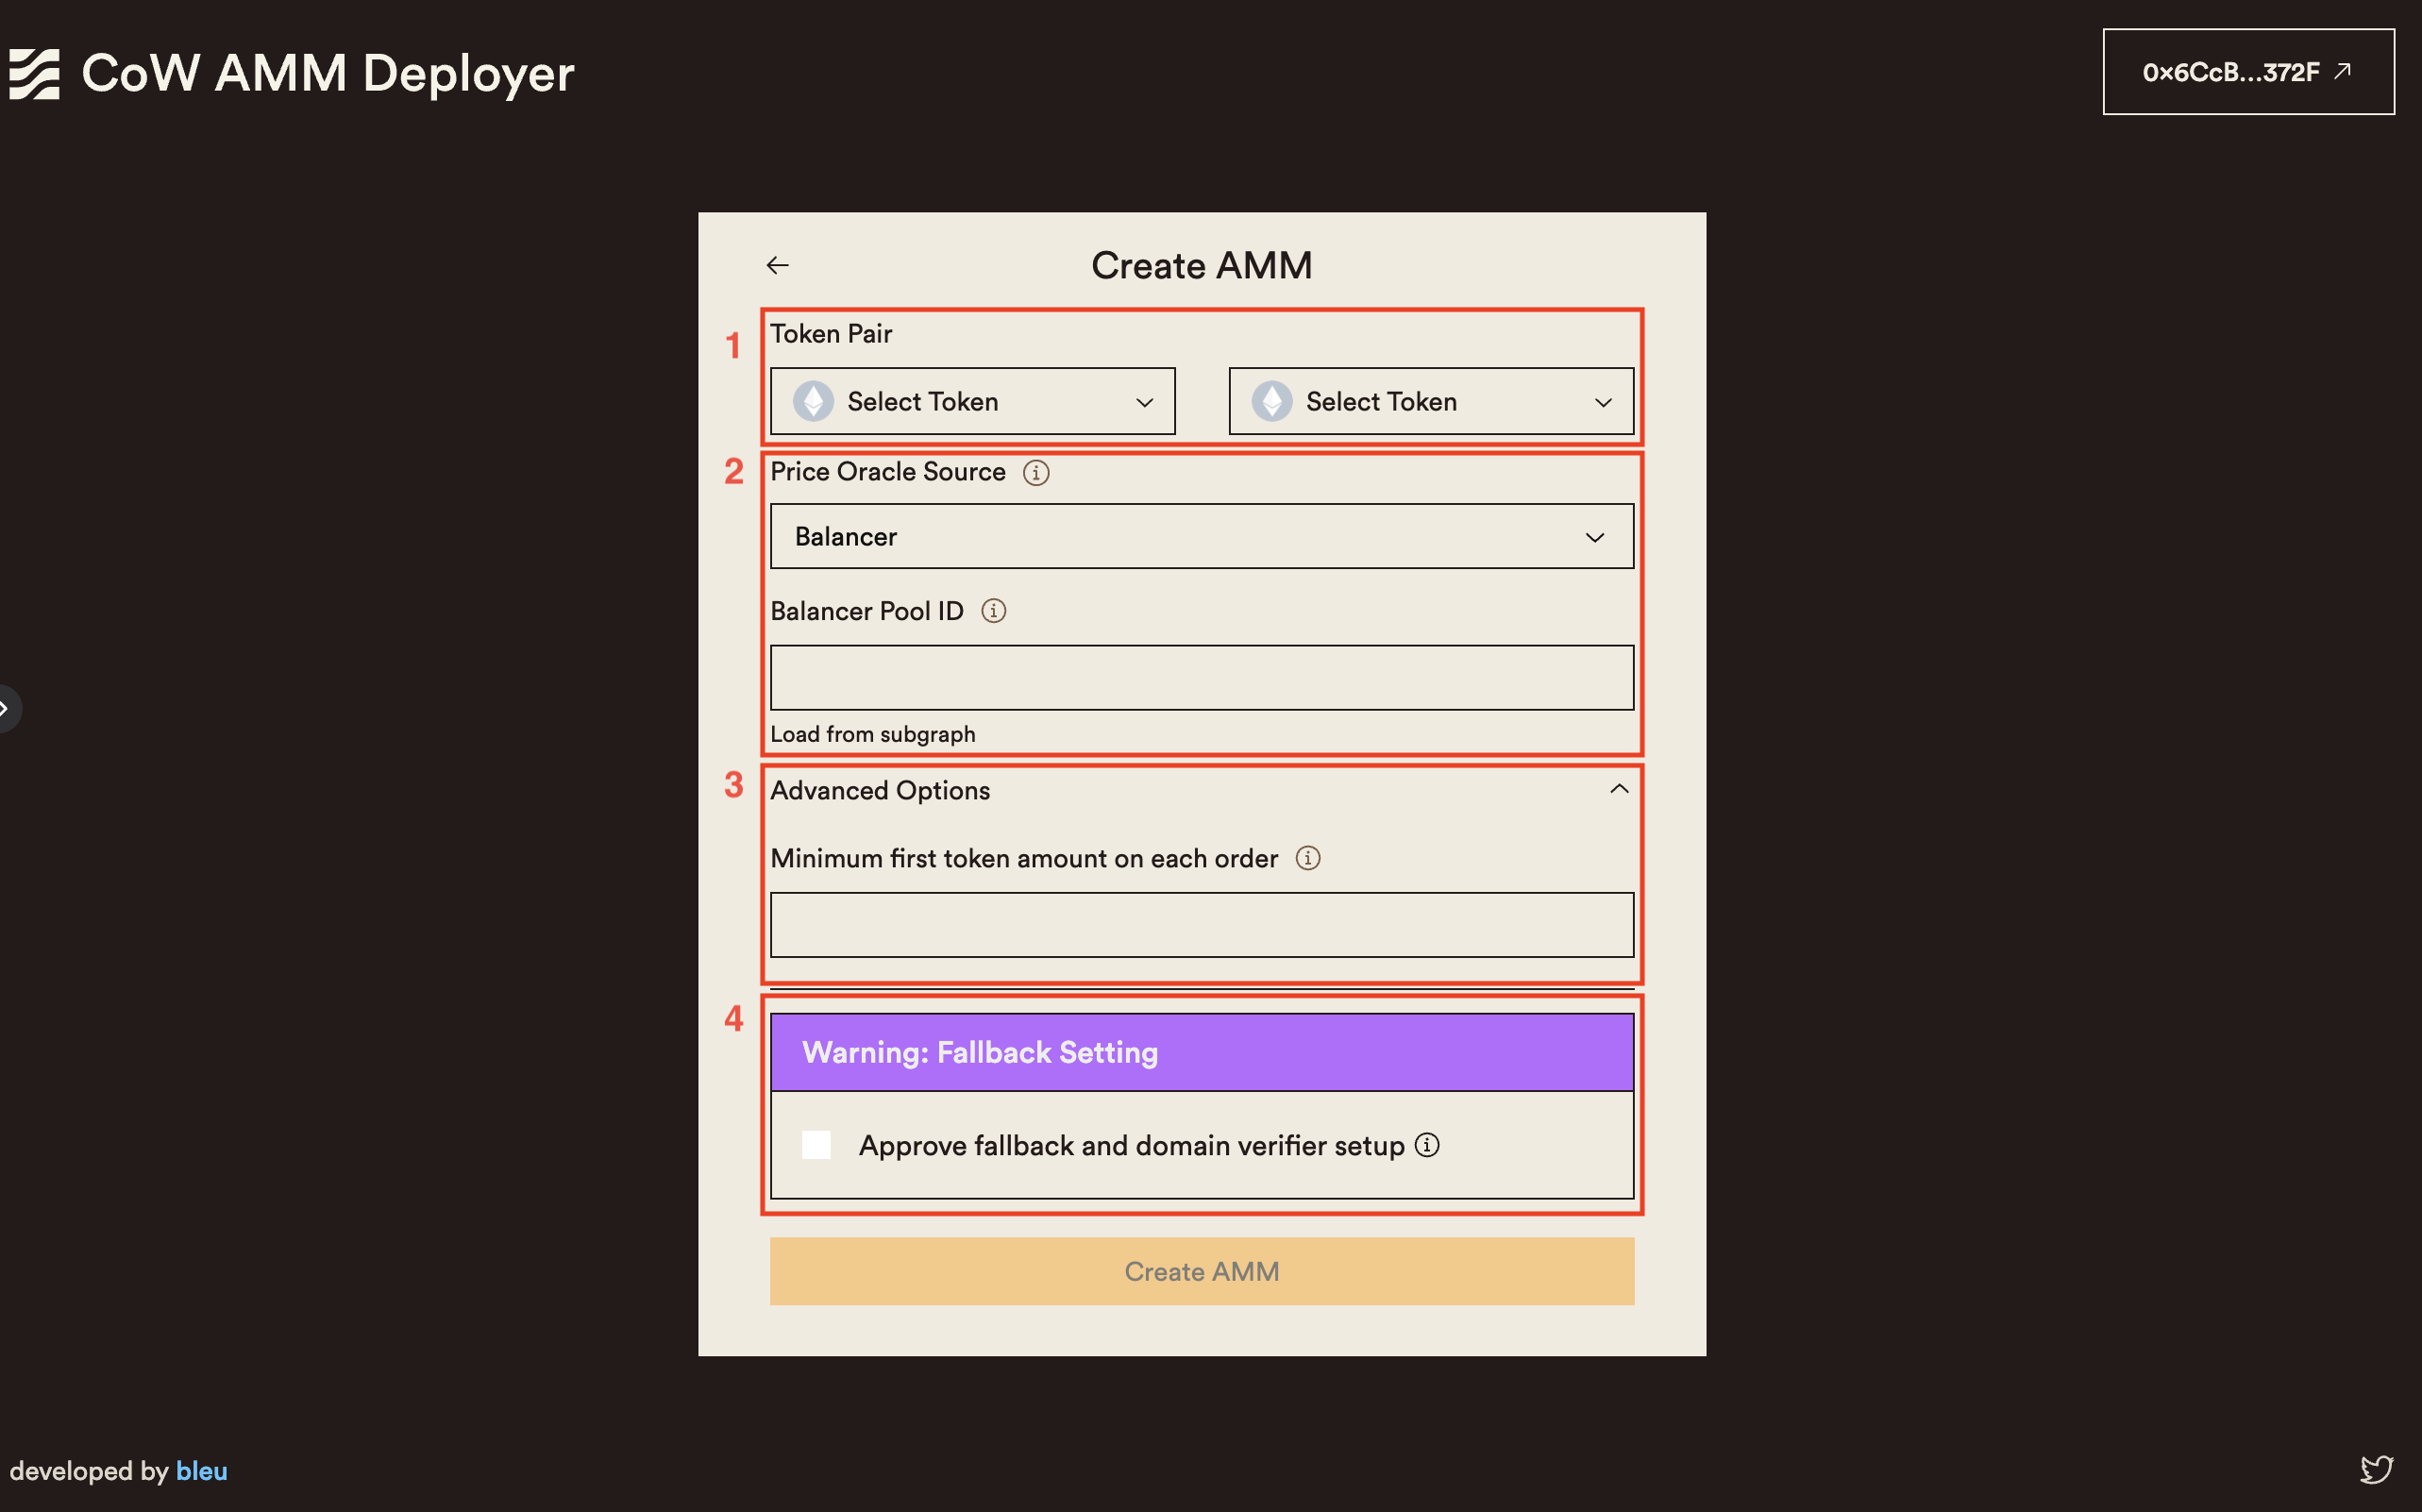 CoW AMM Deployer
0x6CcB...372F
Create AMM
1
Token Pair
Select Token
Select Token
2
Price Oracle Source
Balancer
Balancer Pool ID
Load from subgraph
3
Advanced Options
Minimum first token amount on each order
4
Warning: Fallback Setting
Approve fallback and domain verifier setup
Create AMM
developed by bleu